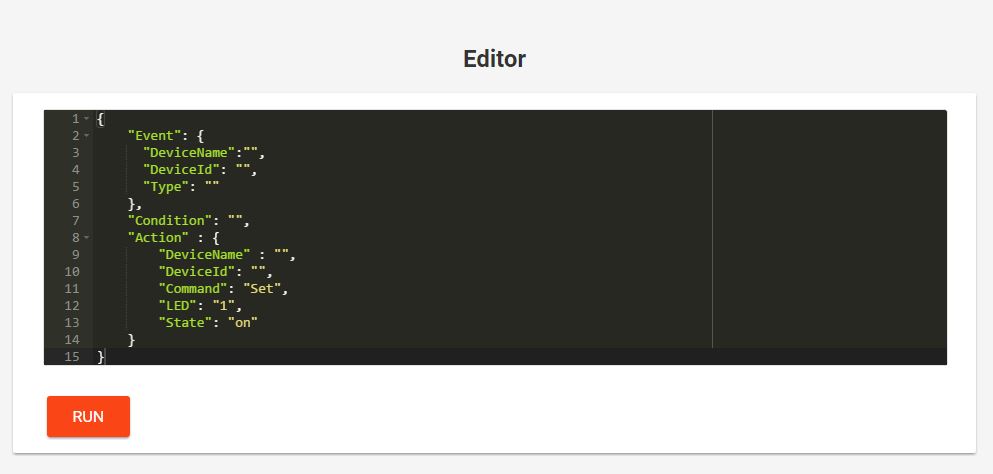 Editor
1 {
2     "Event": {
3       "DeviceName":"",
4       "DeviceId": "",
5       "Type": ""
6     },
7     "Condition": "",
8     "Action" : {
9         "DeviceName" : "",
10         "DeviceId": "",
11         "Command": "Set",
12         "LED": "1",
13         "State": "on"
14     }
15 }
RUN